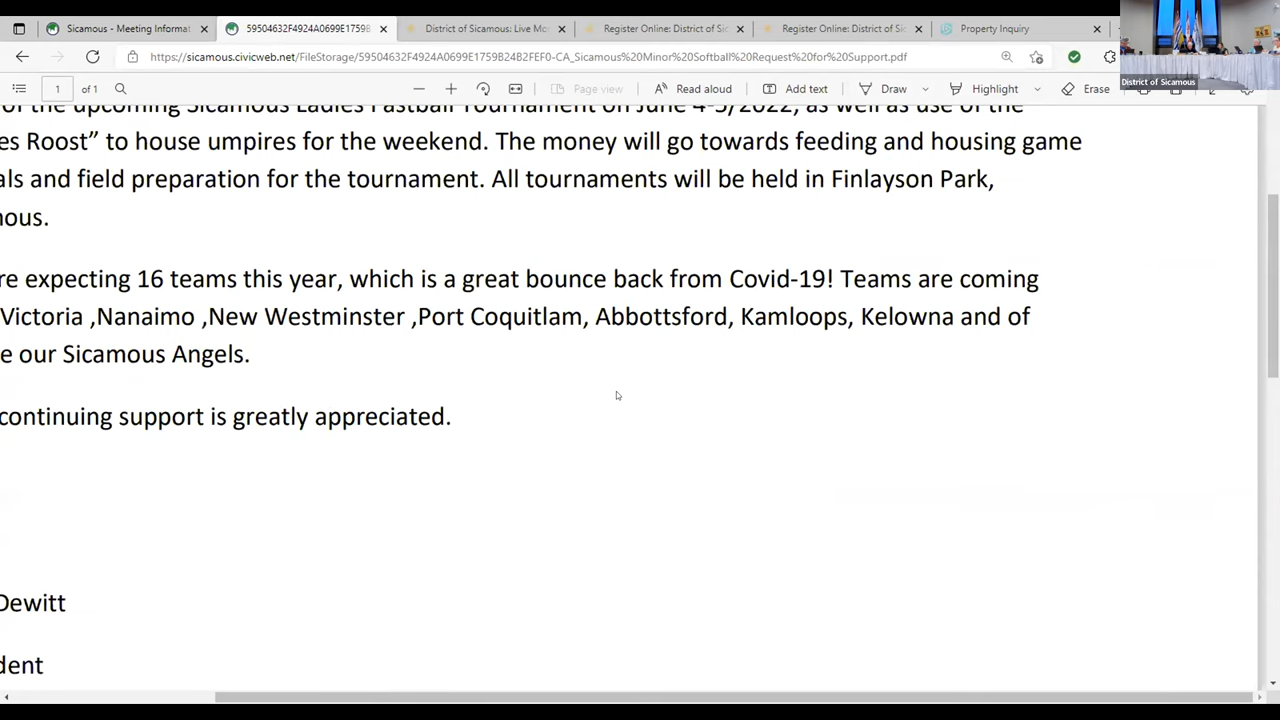 Sicamous - Meeting Informat
59504632F4924A0699E1759B
District of Sicamous: Live Mo
Register Online: District of Sic
Register Online: District of Sic
Property Inquiry
https://sicamous.civicweb.net/FileStorage/59504632F4924A0699E1759B24B2FEF0-CA_Sicamous%20Minor%20Softball%20Request%20for%20Support.pdf
District of Sicamous
1 of 1
Page view
Read aloud
Add text
Draw
Highlight
Erase
of the upcoming Sicamous Ladies Fastball Tournament on June 4-5/2022, as well as use of the
es Roost” to house umpires for the weekend. The money will go towards feeding and housing game
als and field preparation for the tournament. All tournaments will be held in Finlayson Park,
nous.
re expecting 16 teams this year, which is a great bounce back from Covid-19! Teams are coming
Victoria ,Nanaimo ,New Westminster ,Port Coquitlam, Abbottsford, Kamloops, Kelowna and of
e our Sicamous Angels.
continuing support is greatly appreciated.
Dewitt
dent